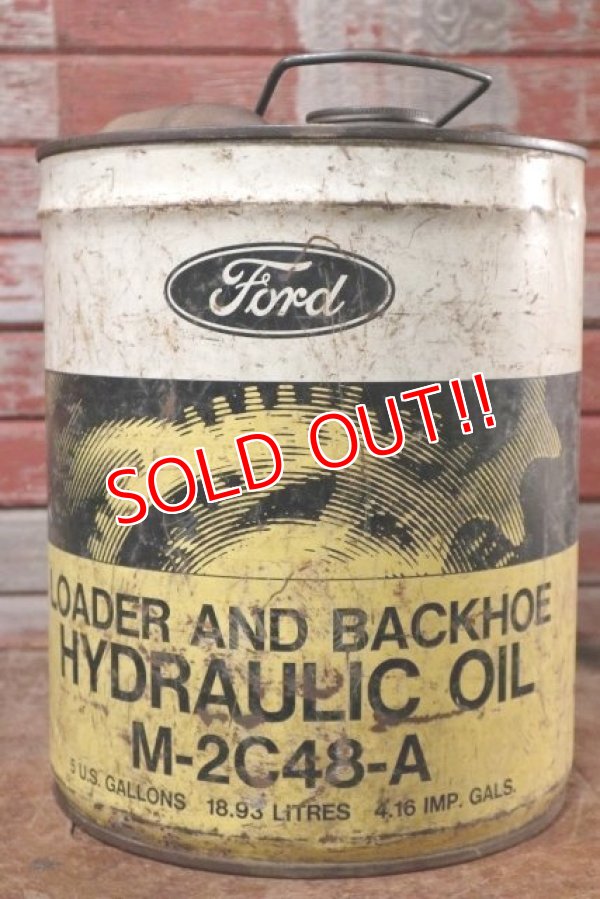 Ford
SOLD OUT!!
LOADER AND BACKHOE
HYDRAULIC OIL
M-2C48-A
5 U.S. GALLONS 18.93 LITRES 4.16 IMP. GALS.